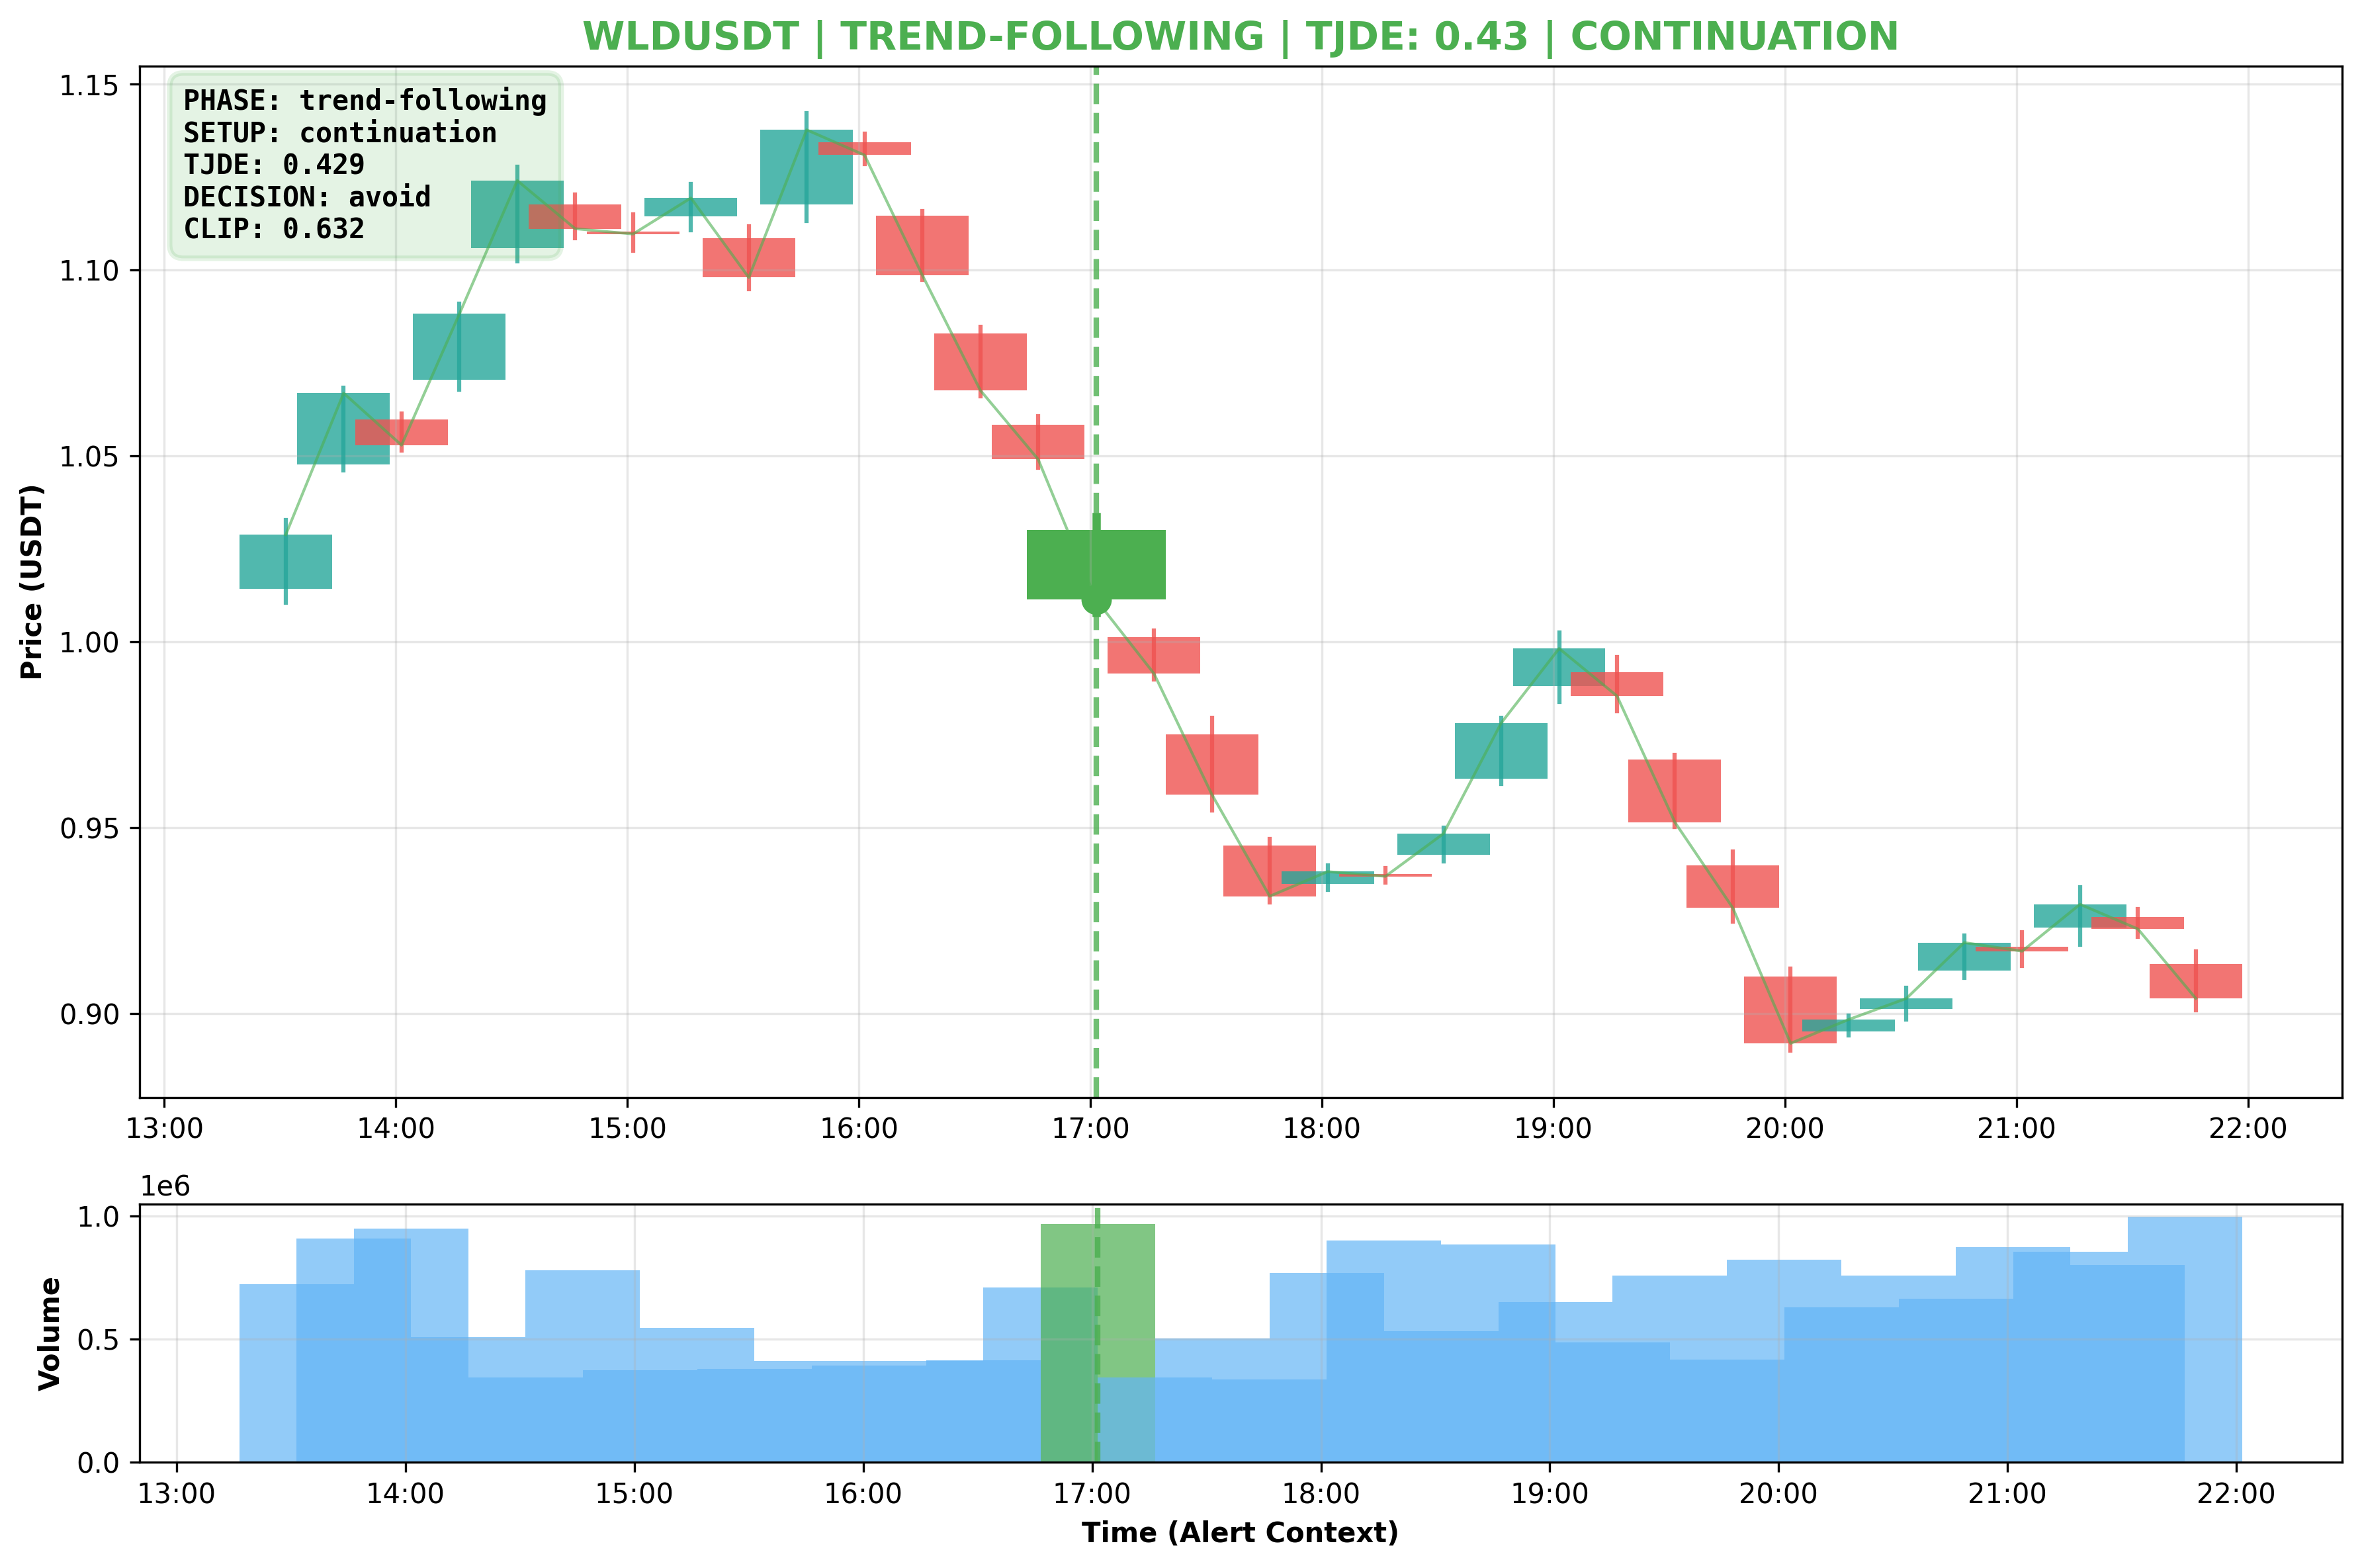 WLDUSDT | TREND-FOLLOWING | TJDE: 0.43 | CONTINUATION
PHASE: trend-following
SETUP: continuation
TJDE: 0.429
DECISION: avoid
CLIP: 0.632
Price (USDT)
1.15
1.10
1.05
1.00
0.95
0.90
13:00 14:00 15:00 16:00 17:00 18:00 19:00 20:00 21:00 22:00
1e6
Volume
1.0
0.5
0.0
13:00 14:00 15:00 16:00 17:00 18:00 19:00 20:00 21:00 22:00
Time (Alert Context)